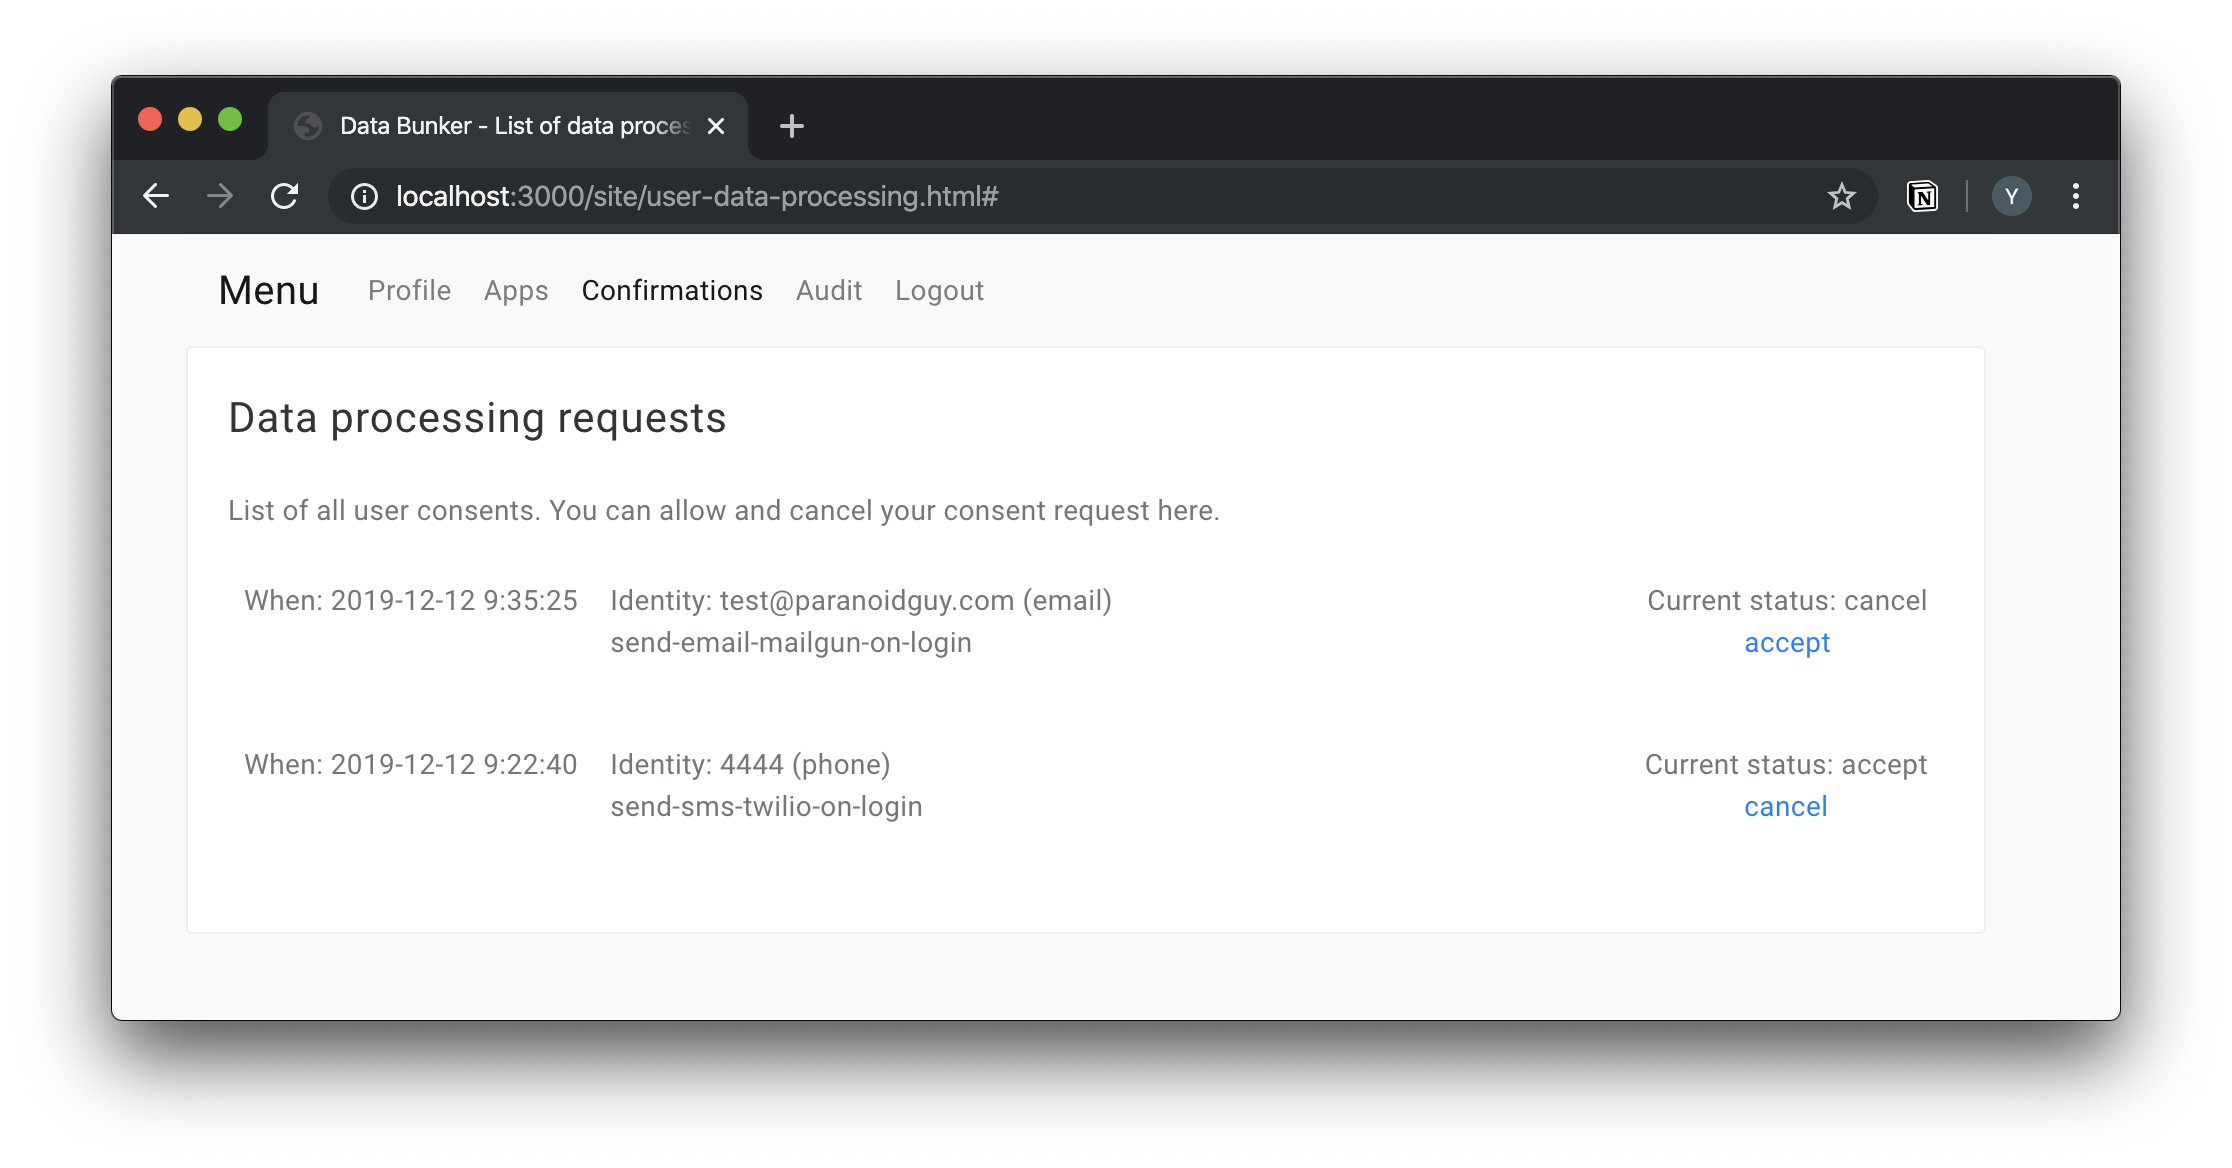 Data Bunker - List of data proces
localhost:3000/site/user-data-processing.html#
N
Y
Menu Profile Apps Confirmations Audit Logout
Data processing requests
List of all user consents. You can allow and cancel your consent request here.
When: 2019-12-12 9:35:25 Identity: test@paranoidguy.com (email) Current status: cancel
send-email-mailgun-on-login accept
When: 2019-12-12 9:22:40 Identity: 4444 (phone) Current status: accept
send-sms-twilio-on-login cancel